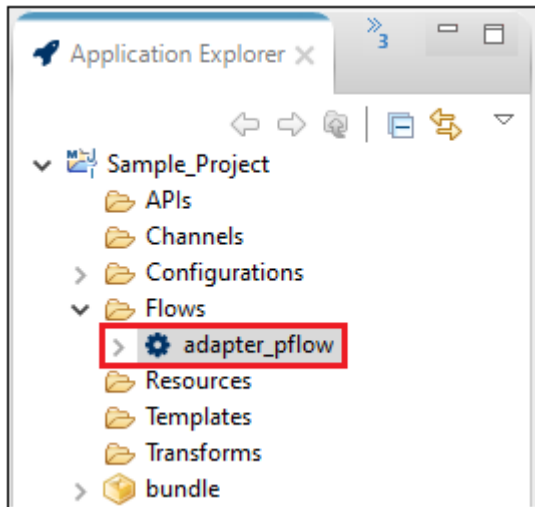 Application Explorer
3
Sample_Project
APIs
Channels
Configurations
Flows
adapter_pflow
Resources
Templates
Transforms
bundle